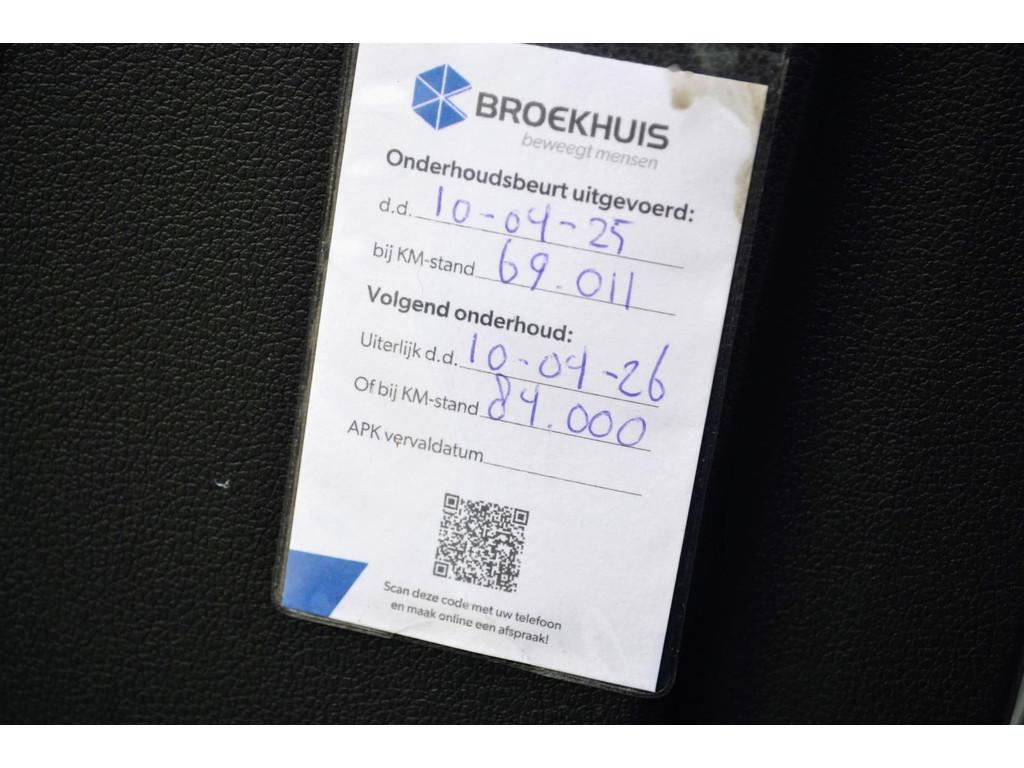 BROEKHUIS
beweegt mensen
Onderhoudsbeurt uitgevoerd:
d.d. 10-04-25
bij KM-stand 69.011
Volgend onderhoud:
Uiterlijk d.d. 10-04-26
Of bij KM-stand 84.000
APK vervaldatum
Scan deze code met uw telefoon
en maak online een afspraak!